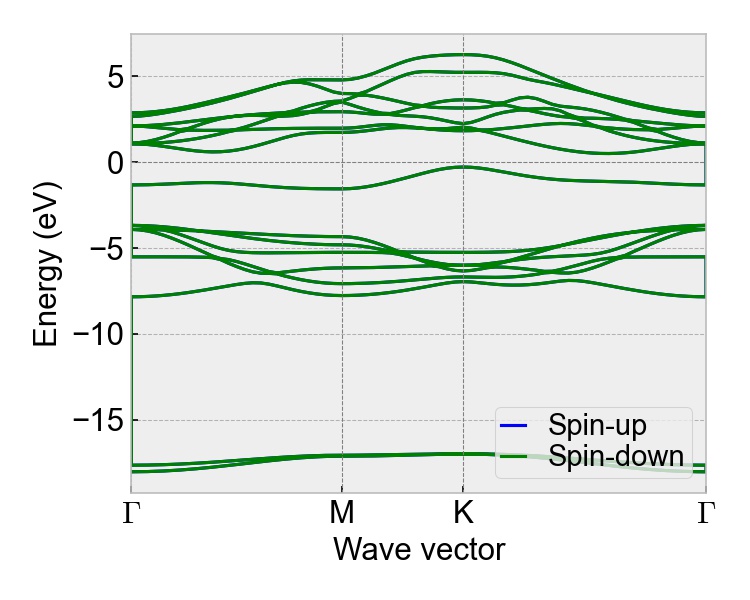 Energy (eV)
5
0
−5
−10
−15
Spin-up
Spin-down
Γ M K Γ
Wave vector